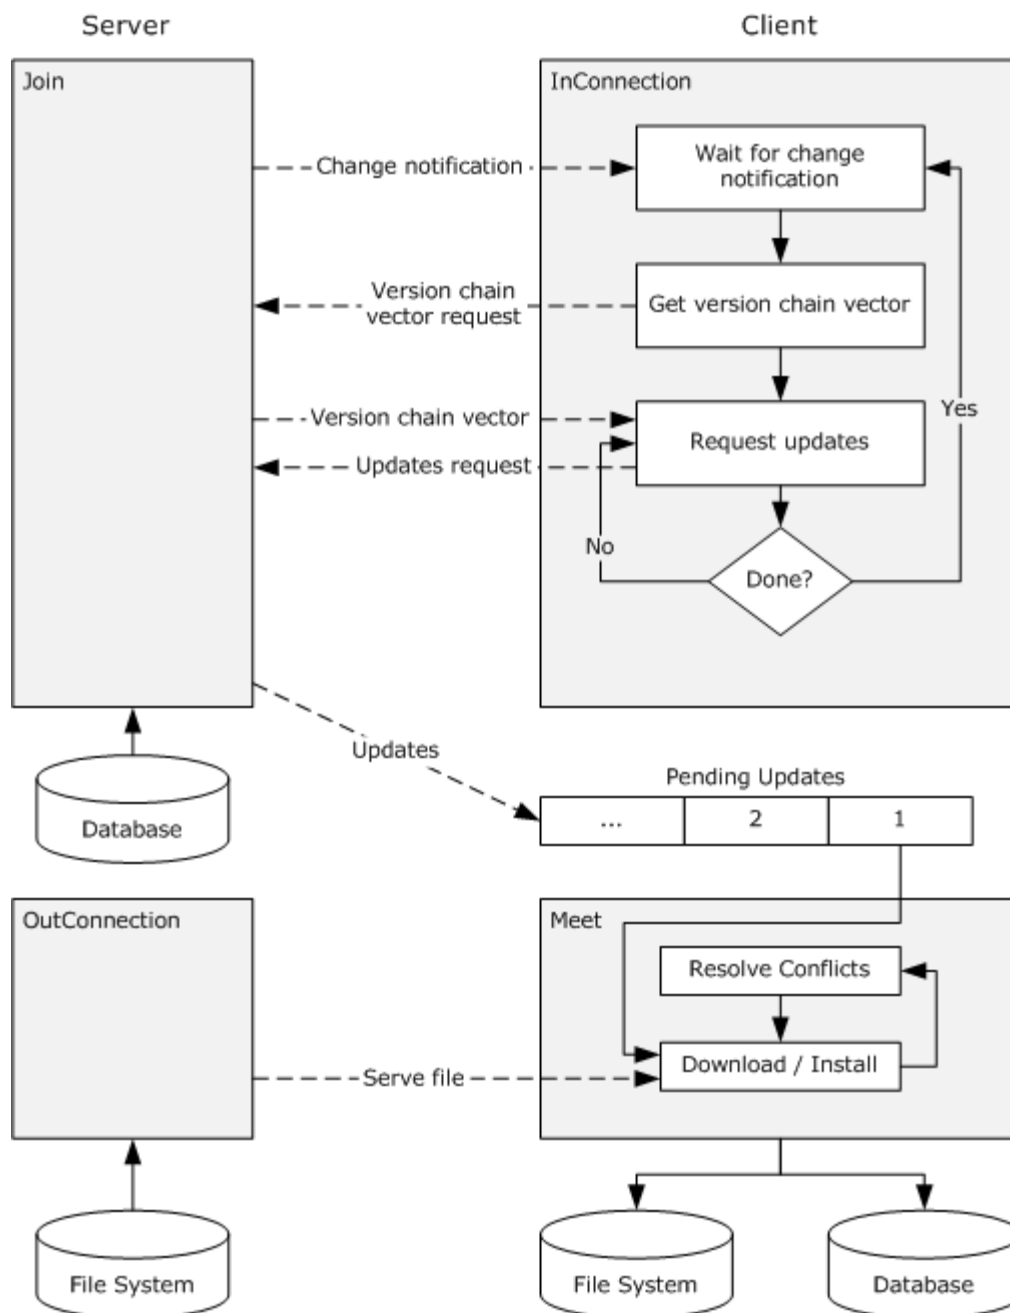 Server
Client
Join
InConnection
Wait for change
notification
Change notification
Version chain
vector request
Get version chain vector
Version chain vector
Yes
Request updates
Updates request
No
Done?
Updates
Pending Updates
... 2 1
Database
OutConnection
Meet
Resolve Conflicts
Download / Install
Serve file
File System
File System
Database